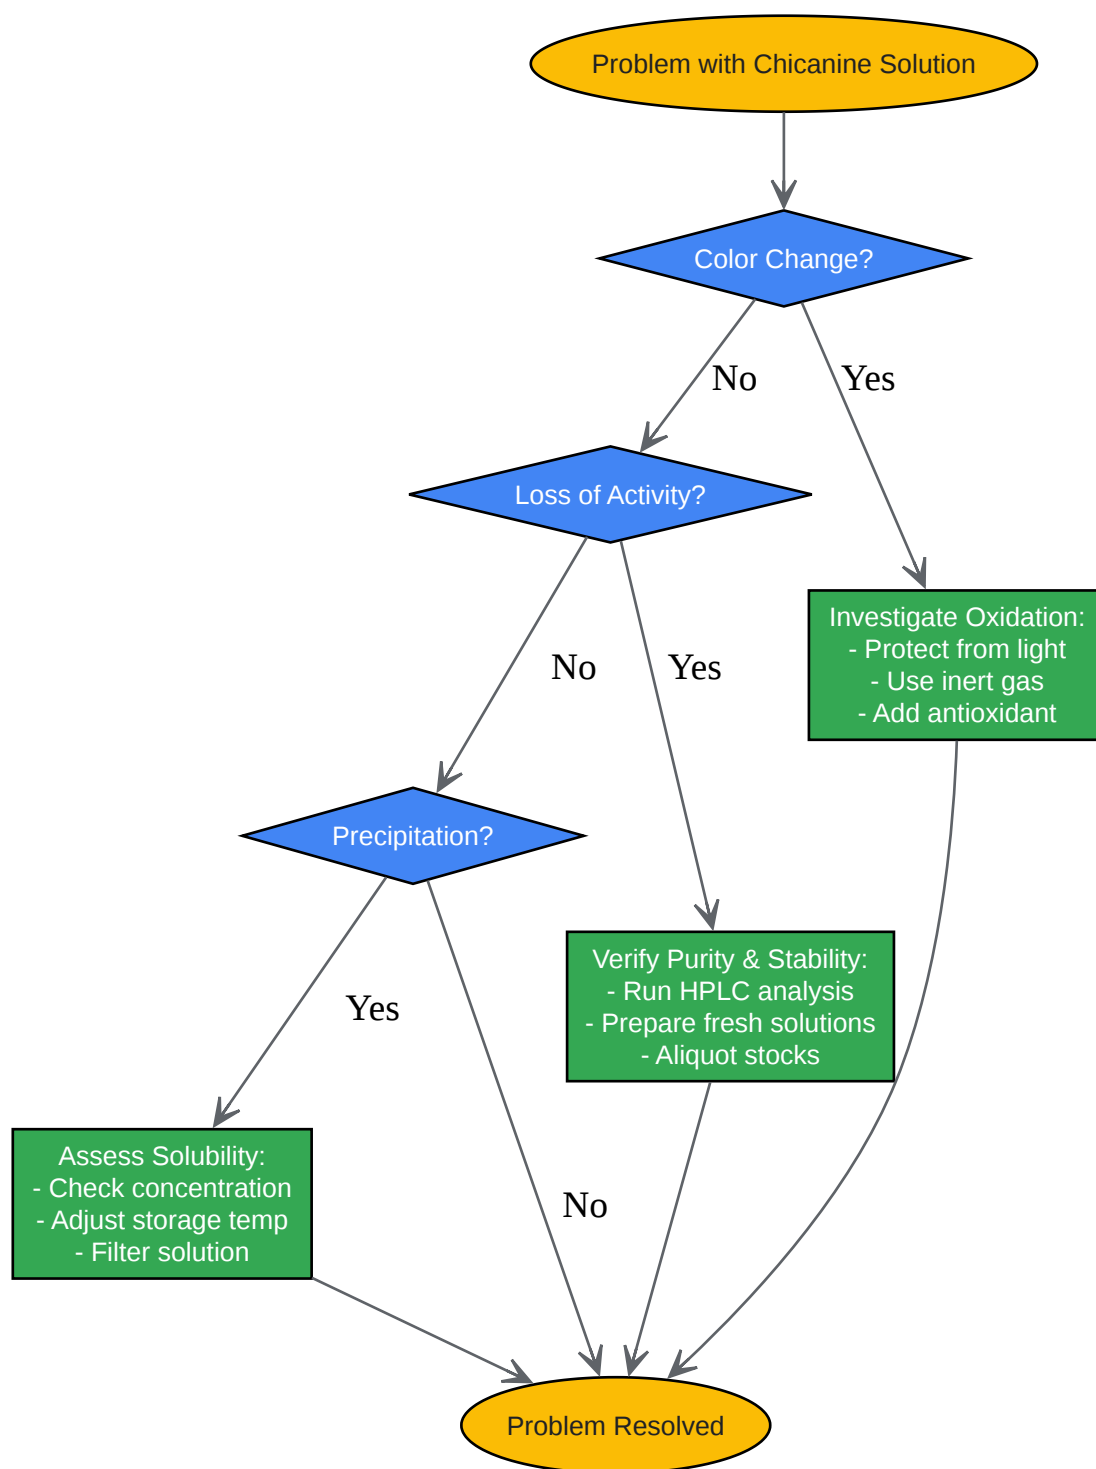 Problem with Chicanine Solution
Color Change?
No
Yes
Loss of Activity?
Investigate Oxidation:
- Protect from light
- Use inert gas
- Add antioxidant
No
Yes
Precipitation?
Verify Purity & Stability:
- Run HPLC analysis
- Prepare fresh solutions
- Aliquot stocks
Yes
Assess Solubility:
- Check concentration
- Adjust storage temp
- Filter solution
No
Problem Resolved